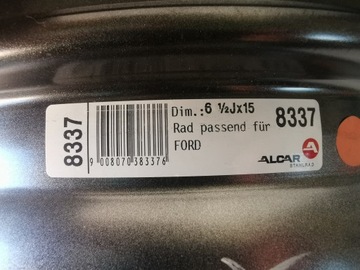 8337
9 008070 383376
Dim.: 6 ½Jx15
Rad passend für
FORD
8337
ALCAR
STAHLRAD